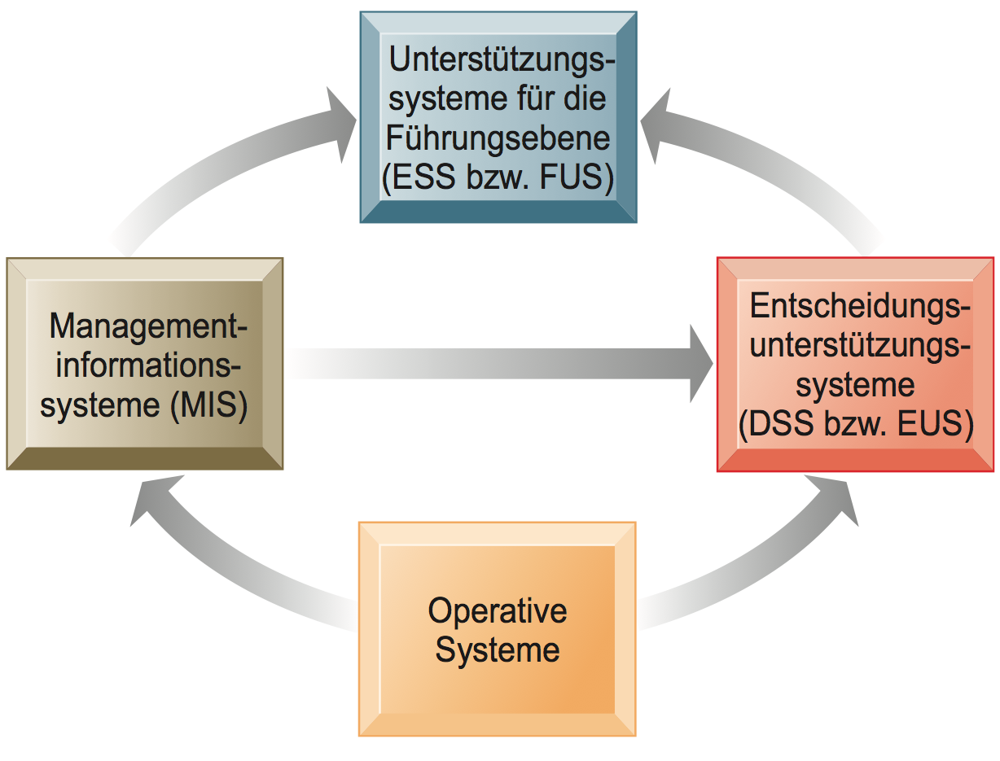 Unterstützungs-
systeme für die
Führungsebene
(ESS bzw. FUS)
Management-
informations-
systeme (MIS)
Entscheidungs-
unterstützungs-
systeme
(DSS bzw. EUS)
Operative
Systeme